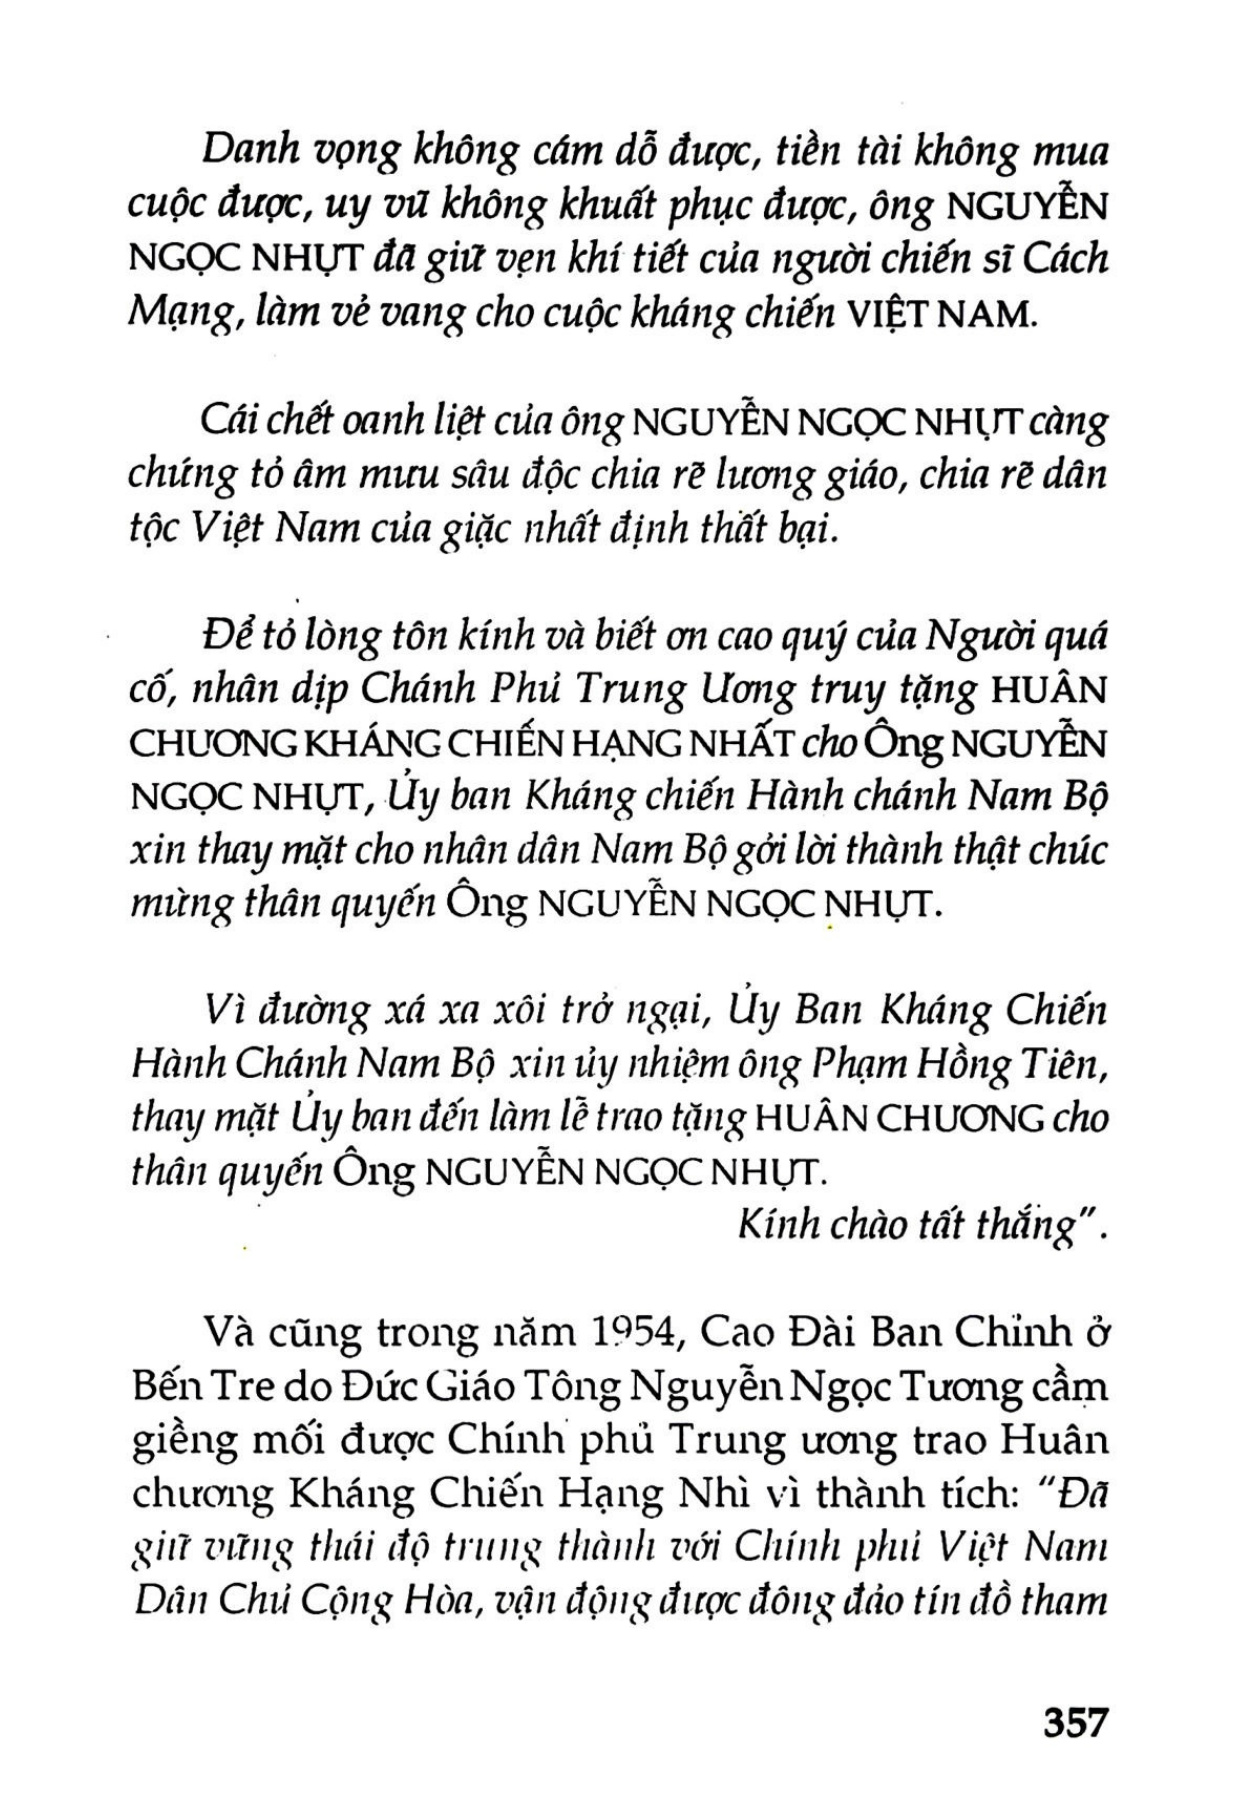 Danh vọng không cám dỗ được, tiền tài không mua
cuộc được, uy vũ không khuất phục được, ông NGUYỄN
NGỌC NHỰT đã giữ vẹn khí tiết của người chiến sĩ Cách
Mạng, làm vẻ vang cho cuộc kháng chiến VIỆT NAM.
Cái chết oanh liệt của ông NGUYỄN NGỌC NHỰT càng
chứng tỏ âm mưu sâu độc chia rẽ lương giáo, chia rẽ dân
tộc Việt Nam của giặc nhất định thất bại.
Để tỏ lòng tôn kính và biết ơn cao quý của Người quá
cố, nhân dịp Chánh Phủ Trung Ương truy tặng HUÂN
CHƯƠNG KHÁNG CHIẾN HẠNG NHẤT cho Ông NGUYỄN
NGỌC NHỰT, Ủy ban Kháng chiến Hành chánh Nam Bộ
xin thay mặt cho nhân dân Nam Bộ gởi lời thành thật chúc
mừng thân quyến Ông NGUYỄN NGỌC NHỰT.
Vì đường xá xa xôi trở ngại, Ủy Ban Kháng Chiến
Hành Chánh Nam Bộ xin ủy nhiệm ông Phạm Hồng Tiên,
thay mặt Ủy ban đến làm lễ trao tặng HUÂN CHƯƠNG cho
thân quyến Ông NGUYỄN NGỌC NHỰT.
Kính chào tất thắng".
Và cũng trong năm 1954, Cao Đài Ban Chỉnh ở
Bến Tre do Đức Giáo Tông Nguyễn Ngọc Tương cầm
giềng mối được Chính phủ Trung ương trao Huân
chương Kháng Chiến Hạng Nhì vì thành tích: "Đã
giữ vững thái độ trung thành với Chính phủ Việt Nam
Dân Chủ Cộng Hòa, vận động được đông đảo tín đồ tham
357